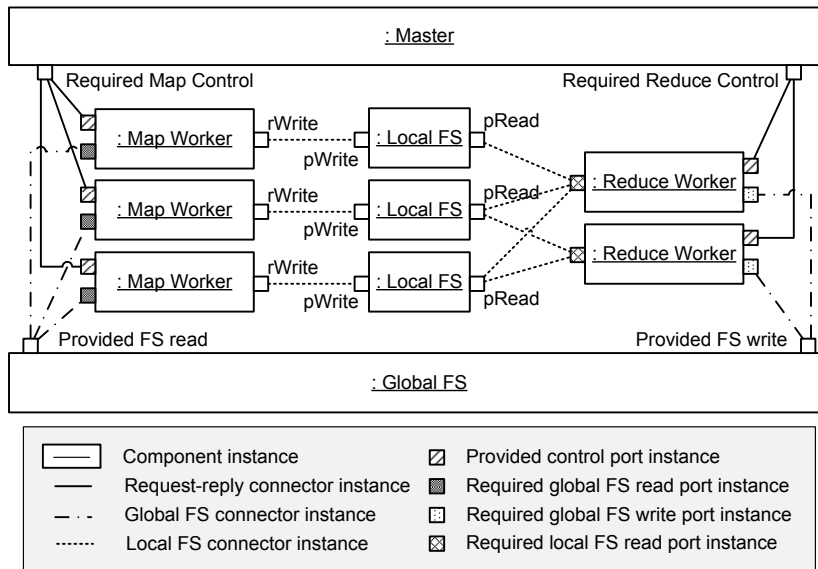 : Master
Required Map Control
Required Reduce Control
: Map Worker
rWrite
pWrite
: Local FS
pRead
: Map Worker
rWrite
pWrite
: Local FS
pRead
: Reduce Worker
: Map Worker
rWrite
pWrite
: Local FS
pRead
: Reduce Worker
Provided FS read
Provided FS write
: Global FS
Component instance
Request-reply connector instance
Global FS connector instance
Local FS connector instance
Provided control port instance
Required global FS read port instance
Required global FS write port instance
Required local FS read port instance